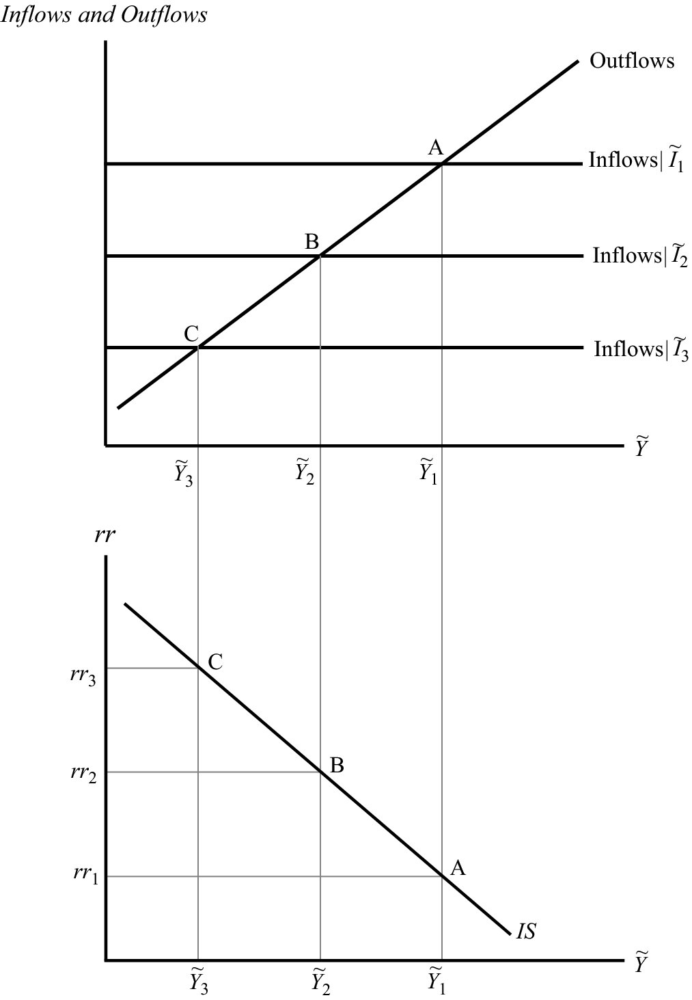 Inflows and Outflows
Outflows
A
Inflows| Ĩ₁
B
Inflows| Ĩ₂
C
Inflows| Ĩ₃
Ỹ
Ỹ₃ Ỹ₂ Ỹ₁
rr
C
rr₃
B
rr₂
A
rr₁
IS
Ỹ
Ỹ₃ Ỹ₂ Ỹ₁